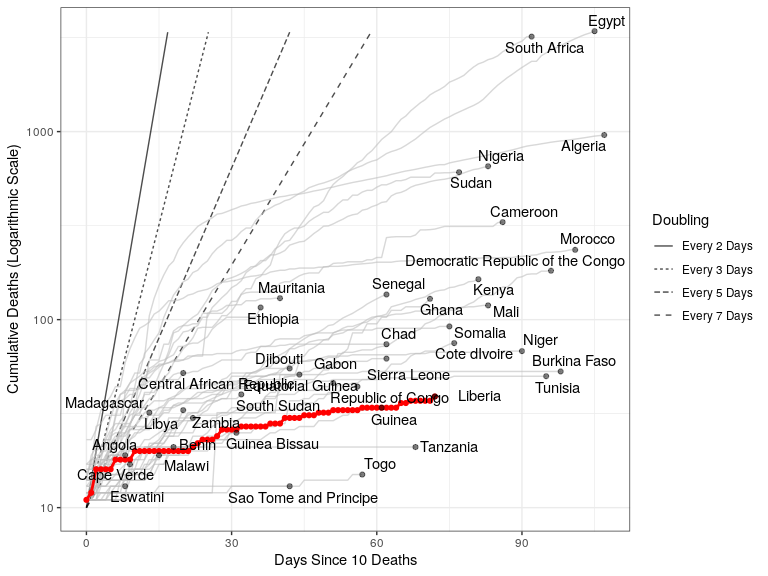 Egypt
South Africa
1000
Algeria
Nigeria
Sudan
Cameroon
Morocco
Democratic Republic of the Congo
Mauritania
Senegal
Kenya
Ethiopia
Ghana
Mali
100
Chad
Somalia
Niger
Djibouti
Gabon
Cote dIvoire
Burkina Faso
Central African Republic
Equatorial Guinea
Sierra Leone
Tunisia
Madagascar
South Sudan
Republic of Congo
Liberia
Libya
Zambia
Guinea
Angola
Benin
Guinea Bissau
Tanzania
Cape Verde
Malawi
Togo
Eswatini
Sao Tome and Principe
10
0
30
60
90
Days Since 10 Deaths
Cumulative Deaths (Logarithmic Scale)
Doubling
Every 2 Days
Every 3 Days
Every 5 Days
Every 7 Days